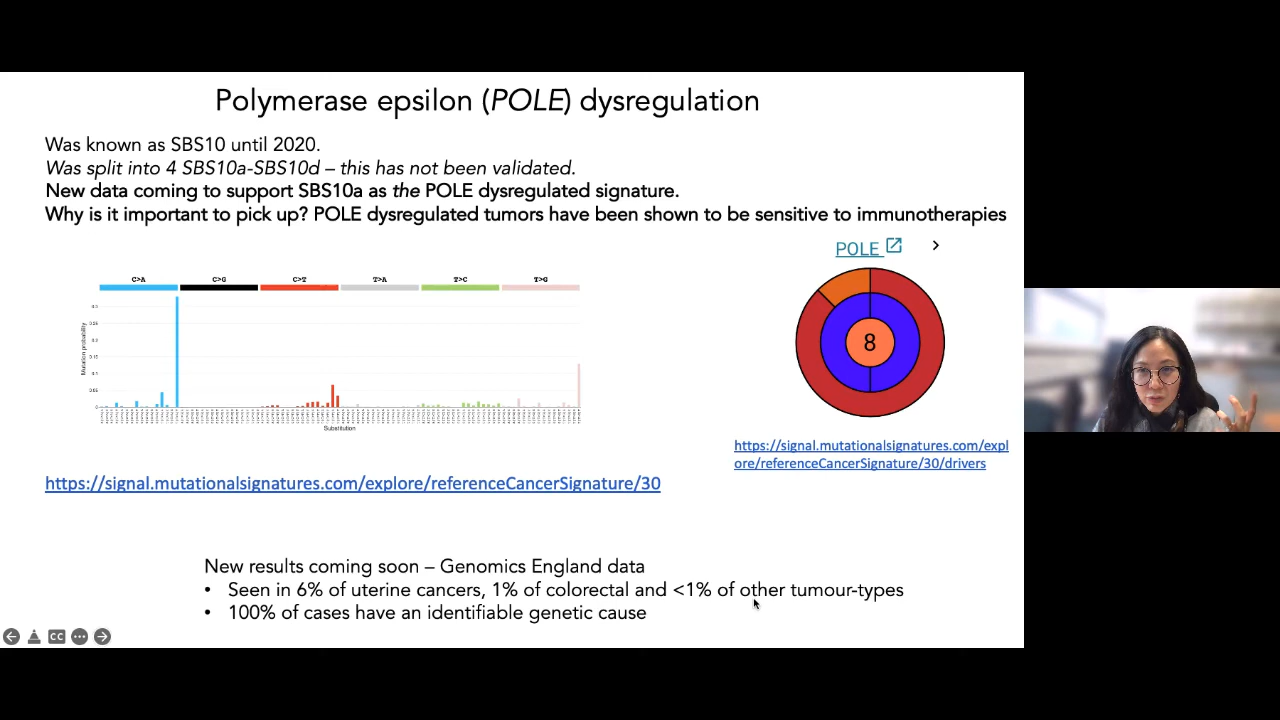 Polymerase epsilon (POLE) dysregulation
Was known as SBS10 until 2020.
Was split into 4 SBS10a-SBS10d – this has not been validated.
New data coming to support SBS10a as the POLE dysregulated signature.
Why is it important to pick up? POLE dysregulated tumors have been shown to be sensitive to immunotherapies
POLE
C>A C>G C>T T>A T>C T>G
Mutation probability
Substitution
8
https://signal.mutationalsignatures.com/expl
ore/referenceCancerSignature/30/drivers
https://signal.mutationalsignatures.com/explore/referenceCancerSignature/30
New results coming soon – Genomics England data
• Seen in 6% of uterine cancers, 1% of colorectal and <1% of other tumour-types
• 100% of cases have an identifiable genetic cause
CC